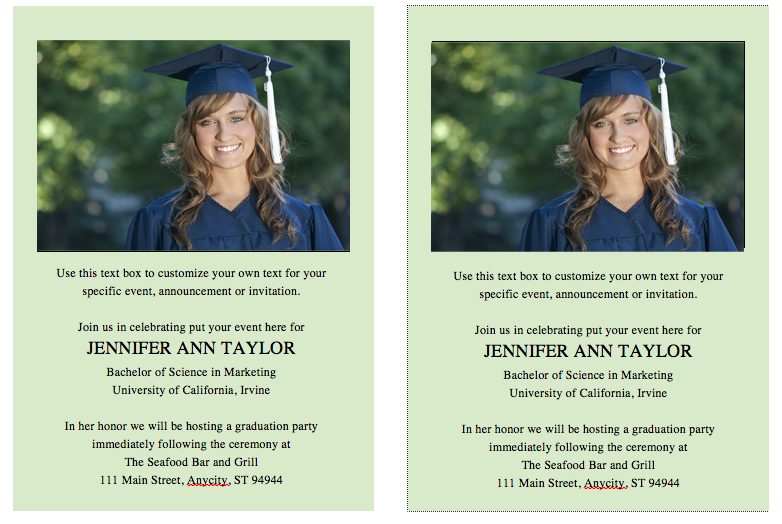 Use this text box to customize your own text for your
specific event, announcement or invitation.
Join us in celebrating put your event here for
JENNIFER ANN TAYLOR
Bachelor of Science in Marketing
University of California, Irvine
In her honor we will be hosting a graduation party
immediately following the ceremony at
The Seafood Bar and Grill
111 Main Street, Anycity, ST 94944
Use this text box to customize your own text for your
specific event, announcement or invitation.
Join us in celebrating put your event here for
JENNIFER ANN TAYLOR
Bachelor of Science in Marketing
University of California, Irvine
In her honor we will be hosting a graduation party
immediately following the ceremony at
The Seafood Bar and Grill
111 Main Street, Anycity, ST 94944